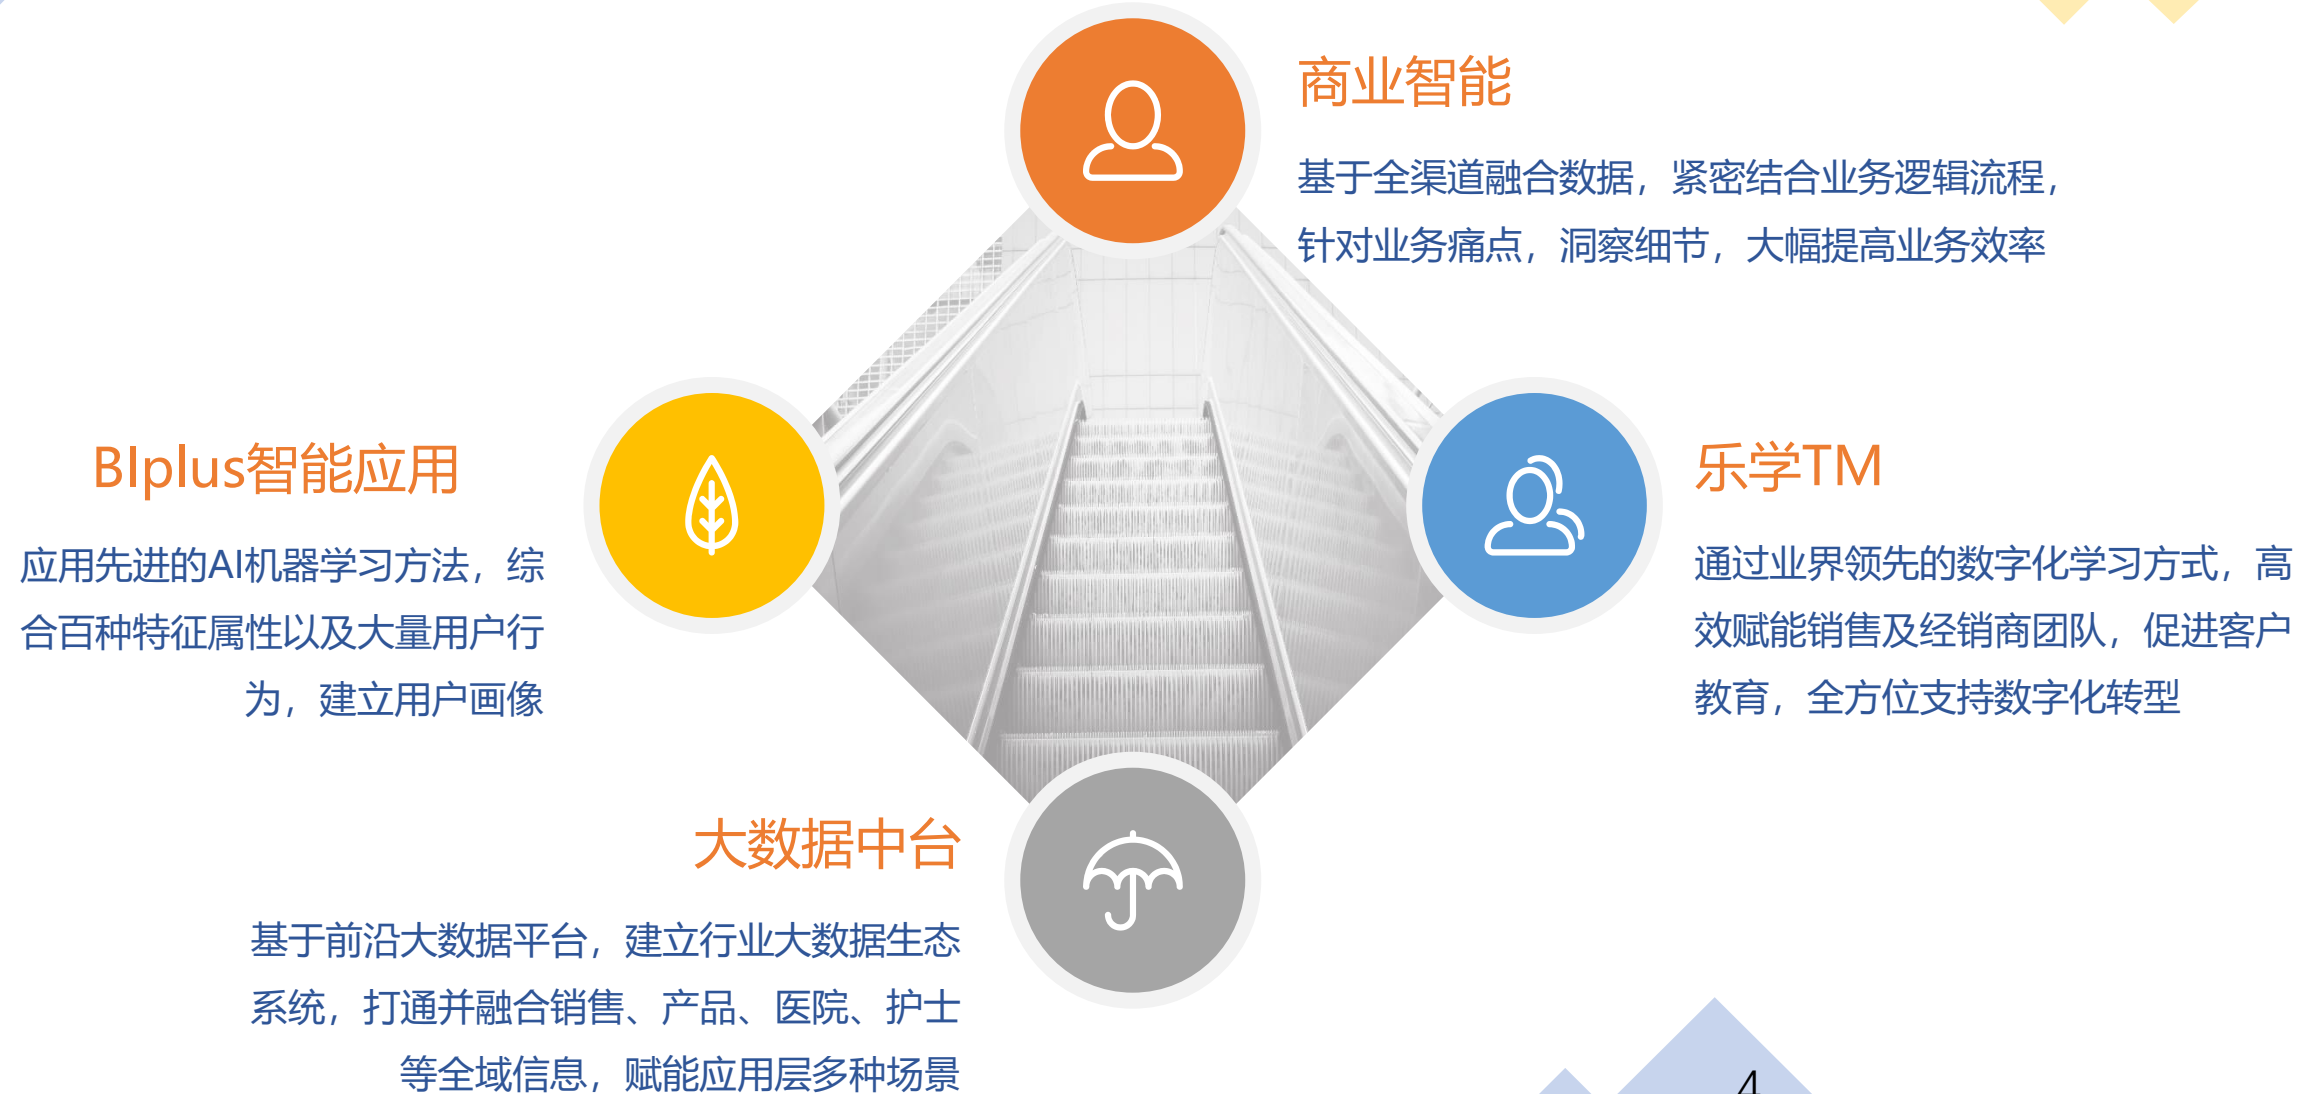 商业智能
基于全渠道融合数据，紧密结合业务逻辑流程，
针对业务痛点，洞察细节，大幅提高业务效率
BIplus智能应用
应用先进的AI机器学习方法，综
合百种特征属性以及大量用户行
为，建立用户画像
乐学TM
通过业界领先的数字化学习方式，高
效赋能销售及经销商团队，促进客户
教育，全方位支持数字化转型
大数据中台
基于前沿大数据平台，建立行业大数据生态
系统，打通并融合销售、产品、医院、护士
等全域信息，赋能应用层多种场景
4